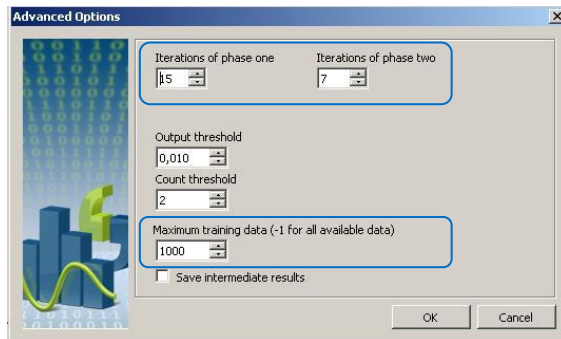 Advanced Options
Iterations of phase one Iterations of phase two
15 7
Output threshold
0,010
Count threshold
2
Maximum training data (-1 for all available data)
1000
Save intermediate results
OK Cancel